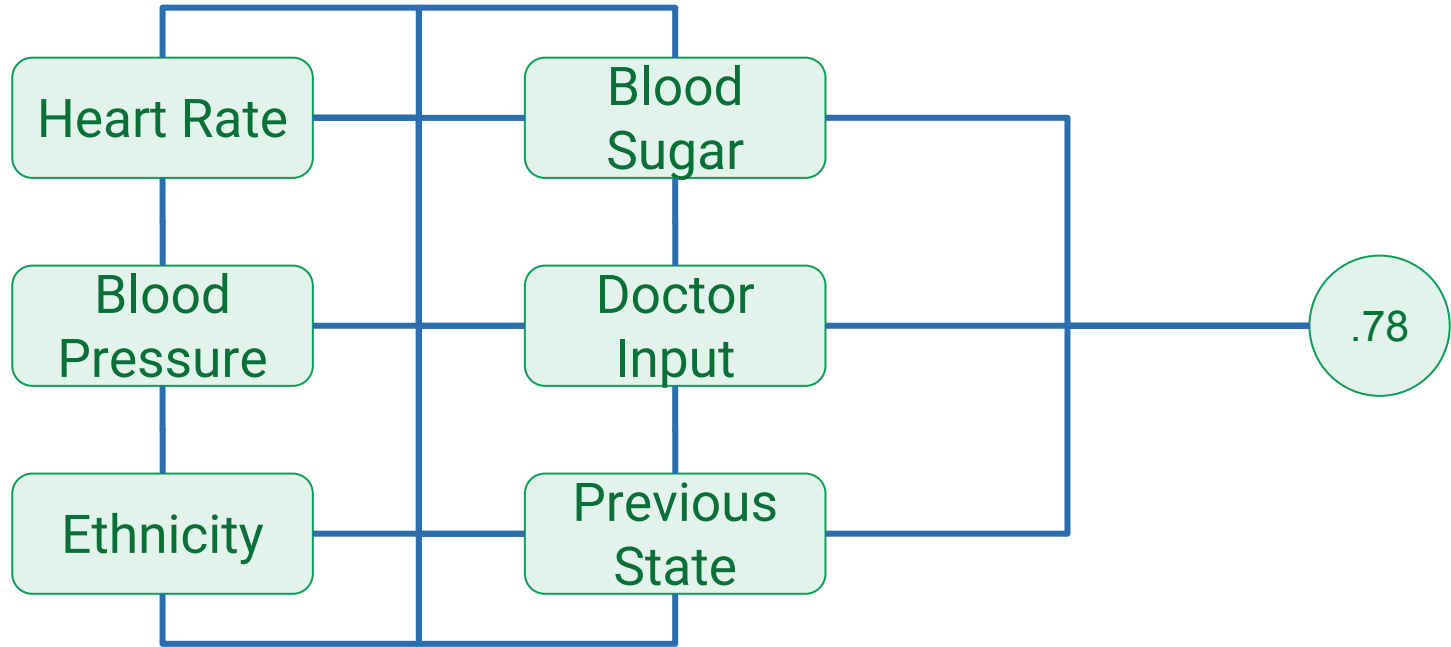 Heart Rate
Blood
Sugar
Blood
Pressure
Doctor
Input
.78
Ethnicity
Previous
State